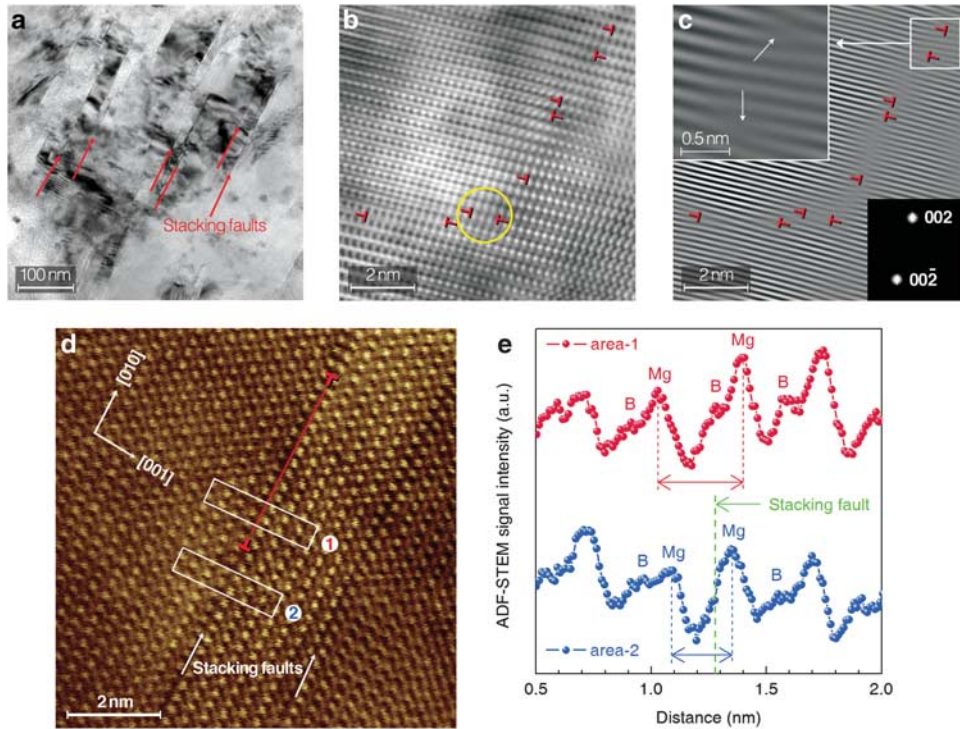 a
Stacking faults
100 nm
b
2 nm
c
0.5 nm
2 nm
002
002̄
d
[010]
[001]
1
2
Stacking faults
2 nm
e
area-1
Mg
Mg
B
B
B
Stacking fault
Mg
Mg
B
B
area-2
ADF-STEM signal intensity (a.u.)
0.5 1.0 1.5 2.0
Distance (nm)